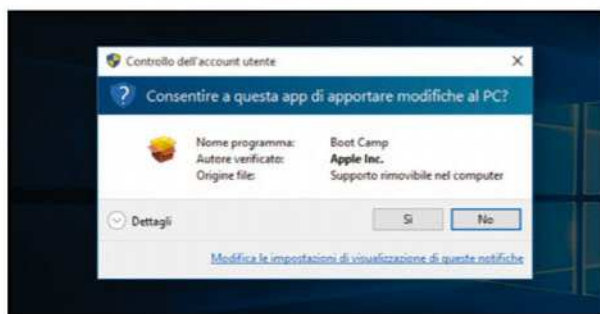 Controllo dell'account utente
Consentire a questa app di apportare modifiche al PC?
Nome programma: Boot Camp
Autore verificato: Apple Inc.
Origine file: Supporto rimovibile nel computer
Dettagli
Sì No
Modifica le impostazioni di visualizzazione di queste notifiche